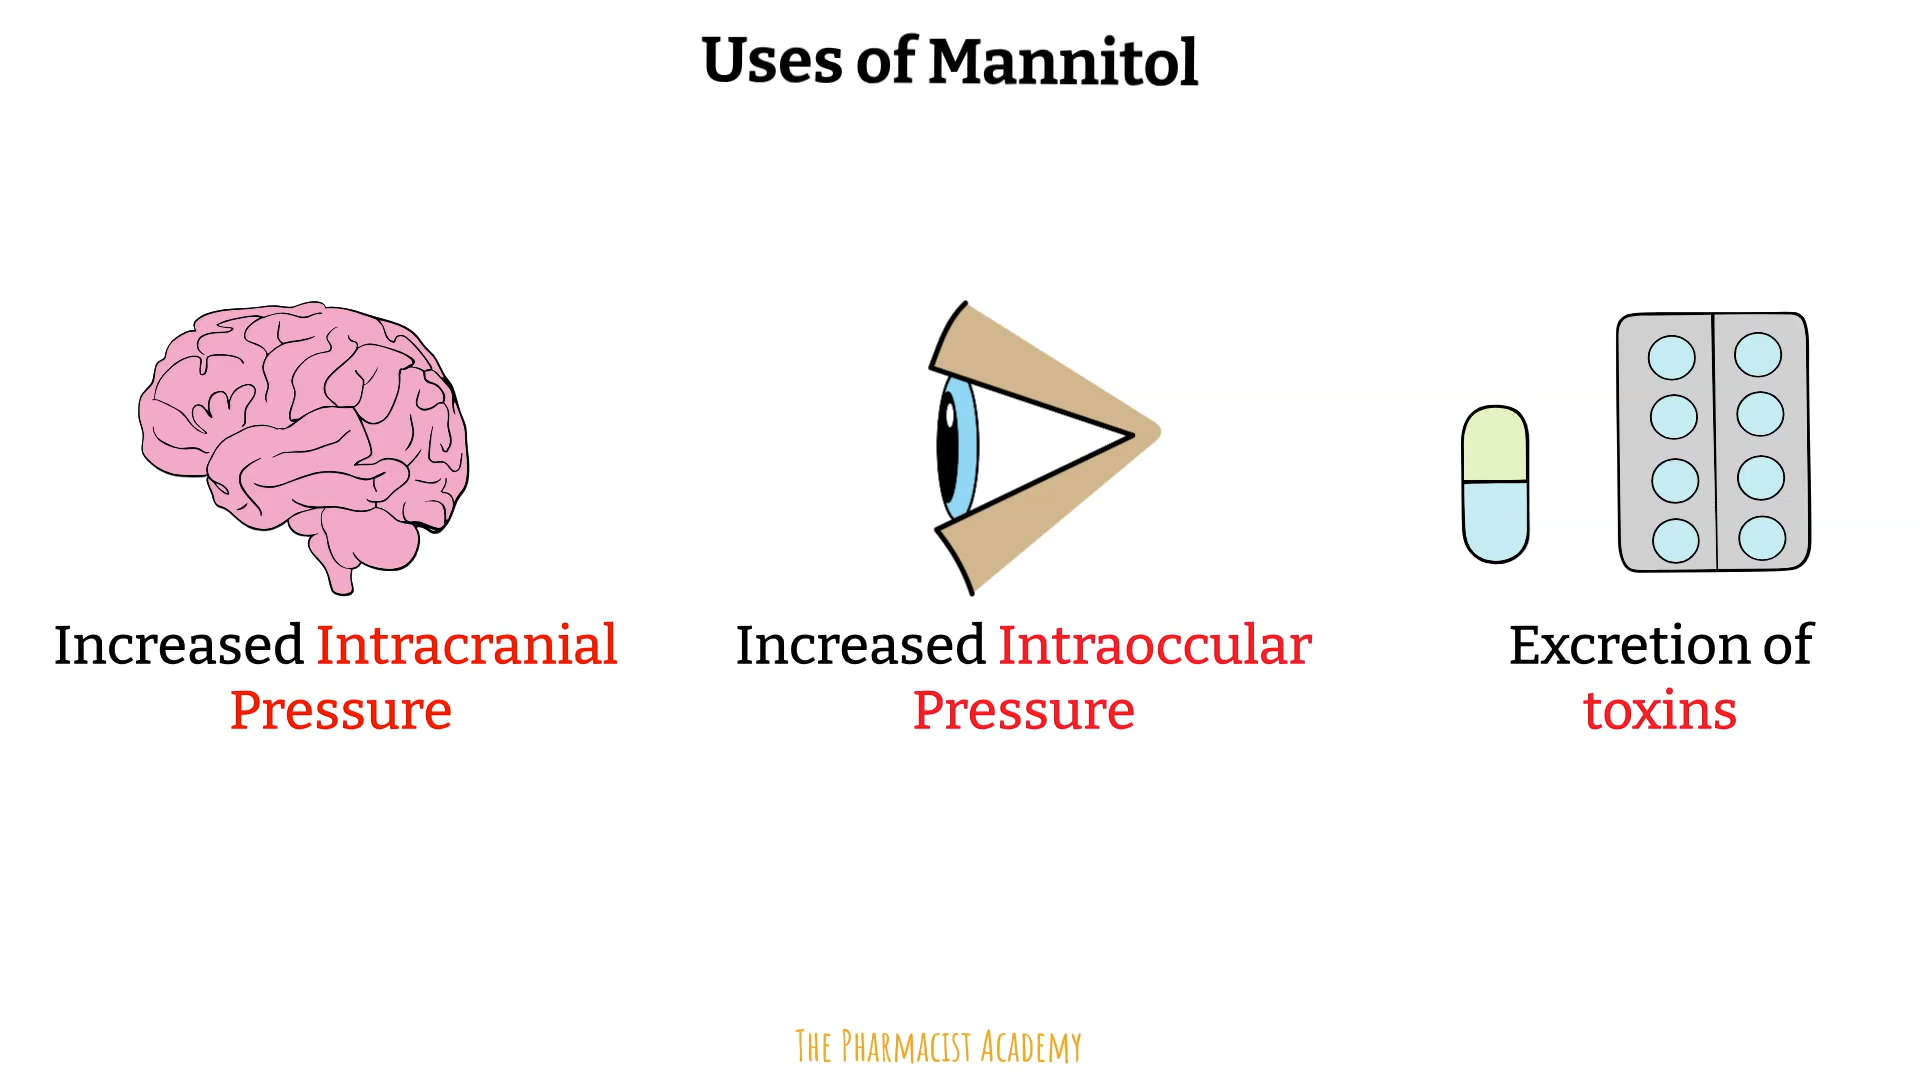 Uses of Mannitol
Increased Intracranial
Pressure
Increased Intraoccular
Pressure
Excretion of
toxins
The Pharmacist Academy